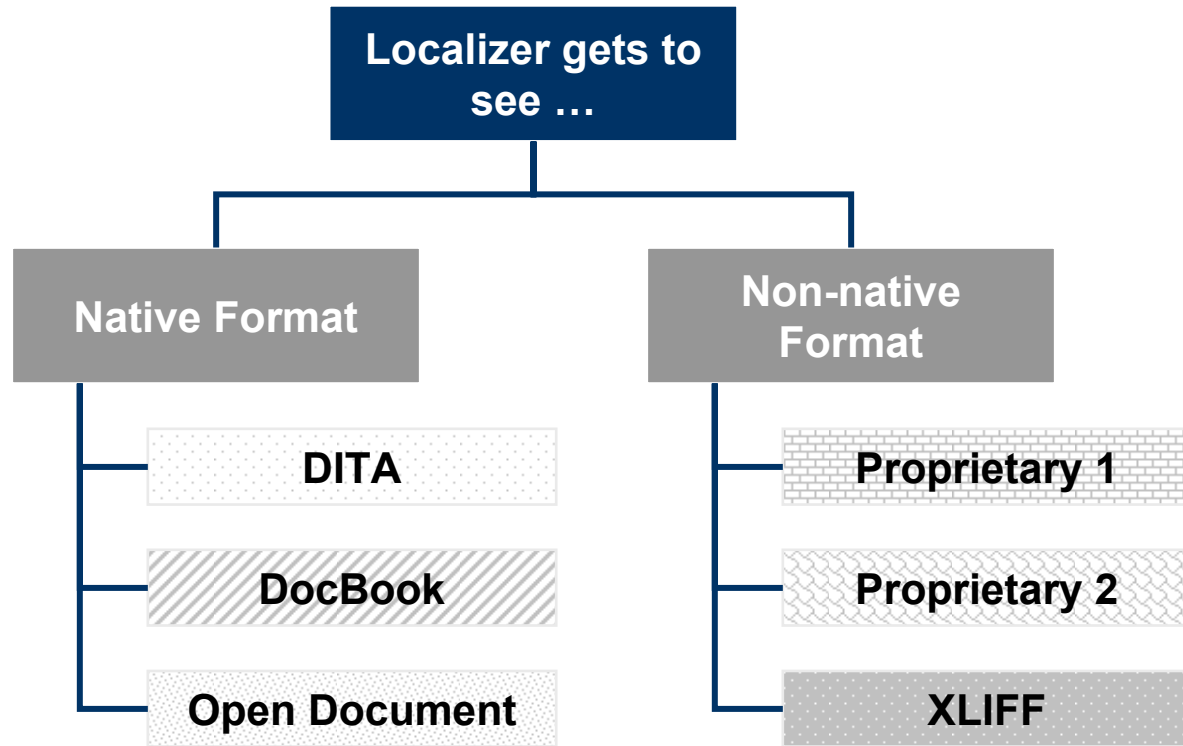 Localizer gets to
see …
Native Format
Non-native
Format
DITA
DocBook
Open Document
Proprietary 1
Proprietary 2
XLIFF